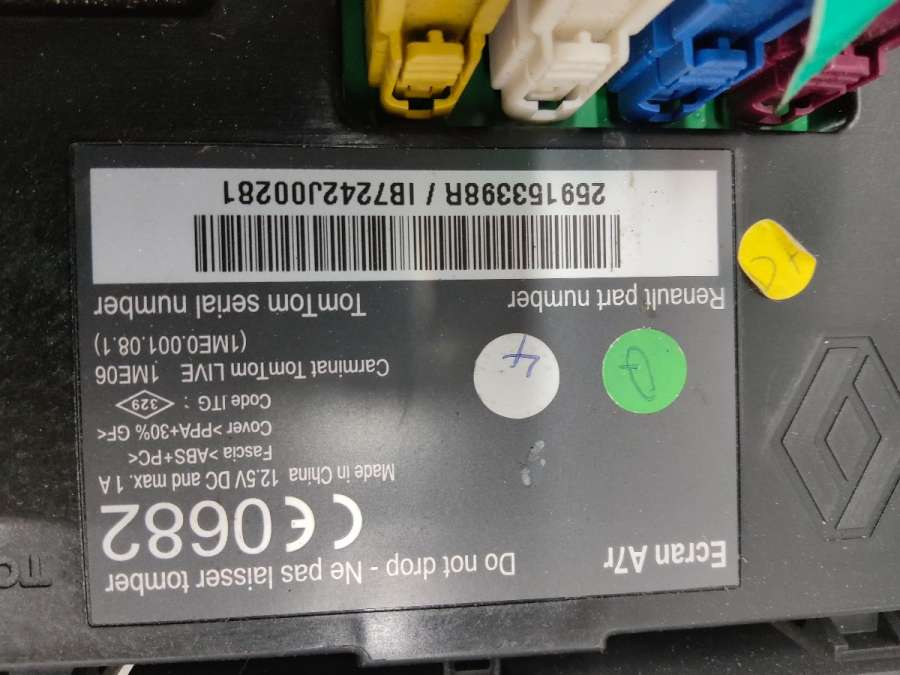 Ecran A7r
Do not drop - Ne pas laisser tomber
CE0682
Made in China 12.5V DC and max. 1 A
Fascia >ABS+PC<
Cover >PPA+30% GF<
Code ITG : 329
Carminat TomTom LIVE 1ME06
(1ME0.001.08.1)
4
Renault part number
TomTom serial number
259153398R / IB7242J00281